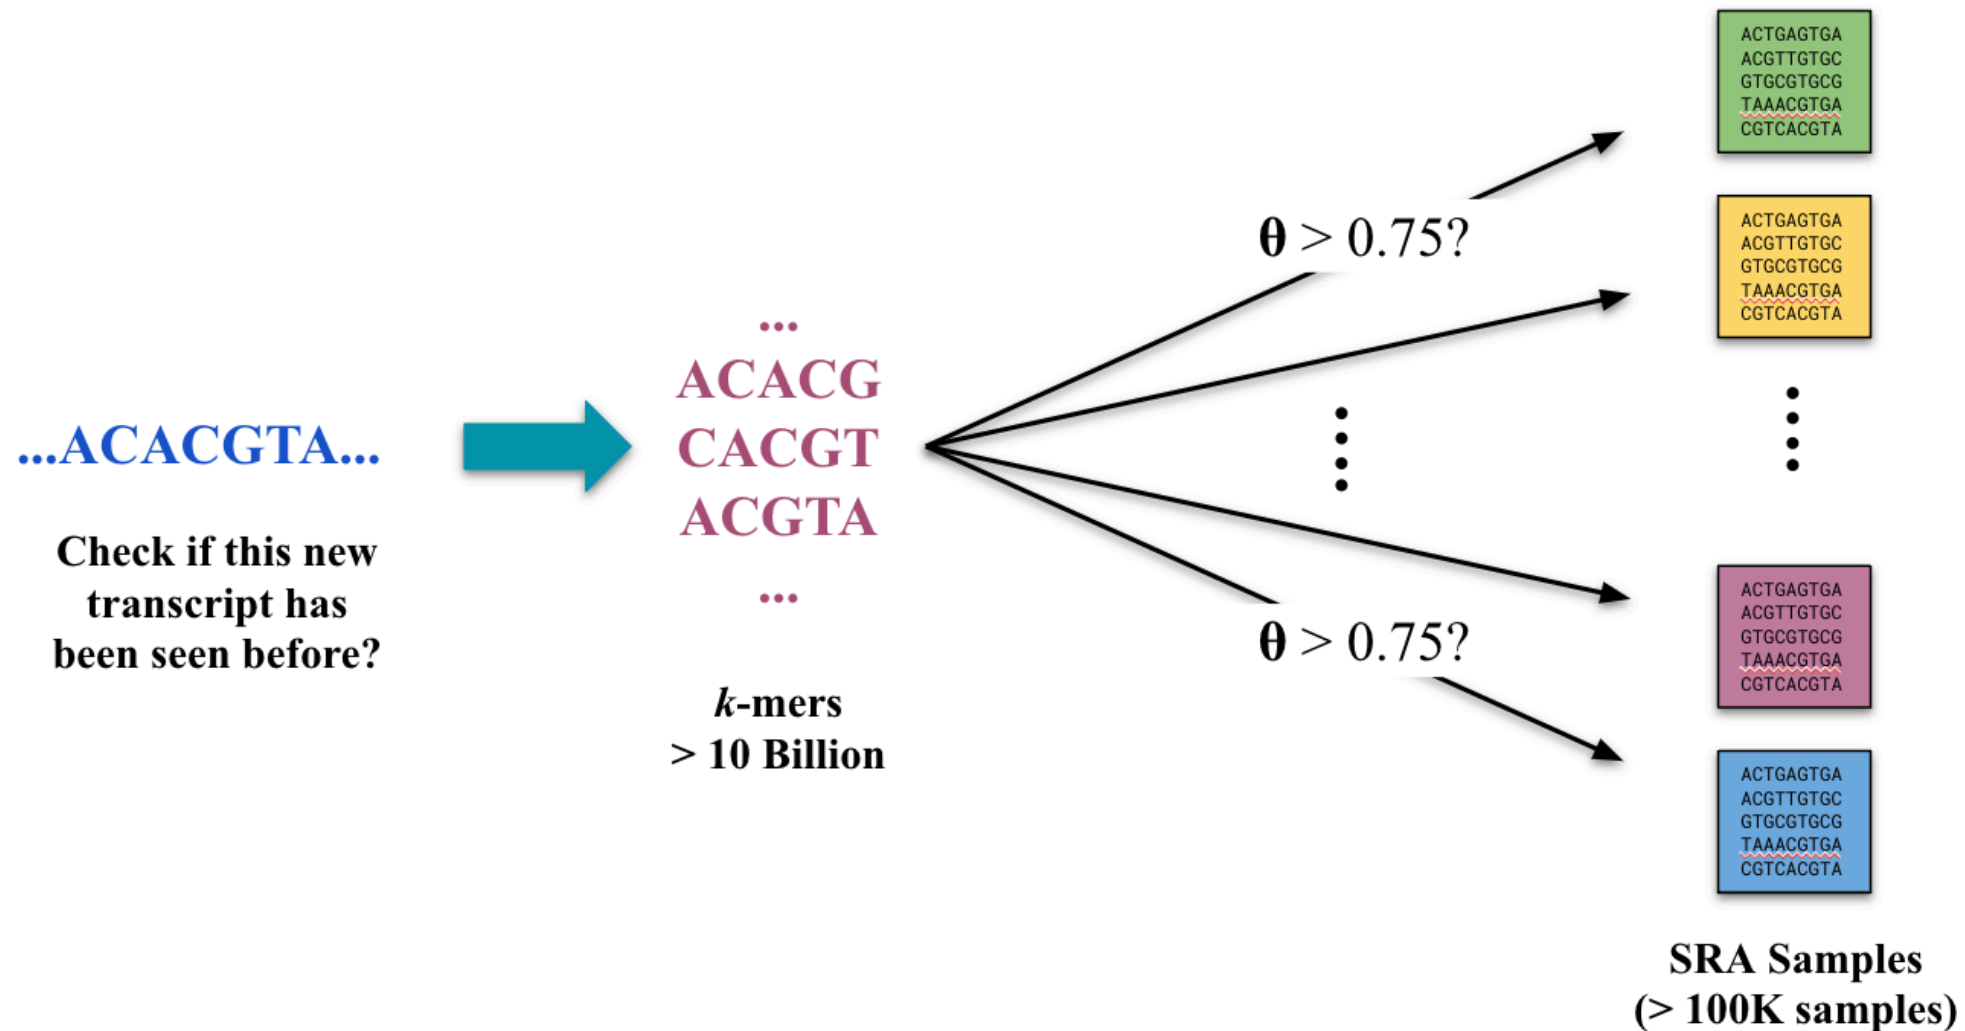 ...ACACGTA...
Check if this new
transcript has
been seen before?
...
ACACG
CACGT
ACGTA
...
k-mers
> 10 Billion
θ > 0.75?
θ > 0.75?
ACTGAGTGA
ACGTTGTGC
GTGCGTGCG
TAAACGTGA
CGTCACGTA
ACTGAGTGA
ACGTTGTGC
GTGCGTGCG
TAAACGTGA
CGTCACGTA
ACTGAGTGA
ACGTTGTGC
GTGCGTGCG
TAAACGTGA
CGTCACGTA
ACTGAGTGA
ACGTTGTGC
GTGCGTGCG
TAAACGTGA
CGTCACGTA
SRA Samples
(> 100K samples)